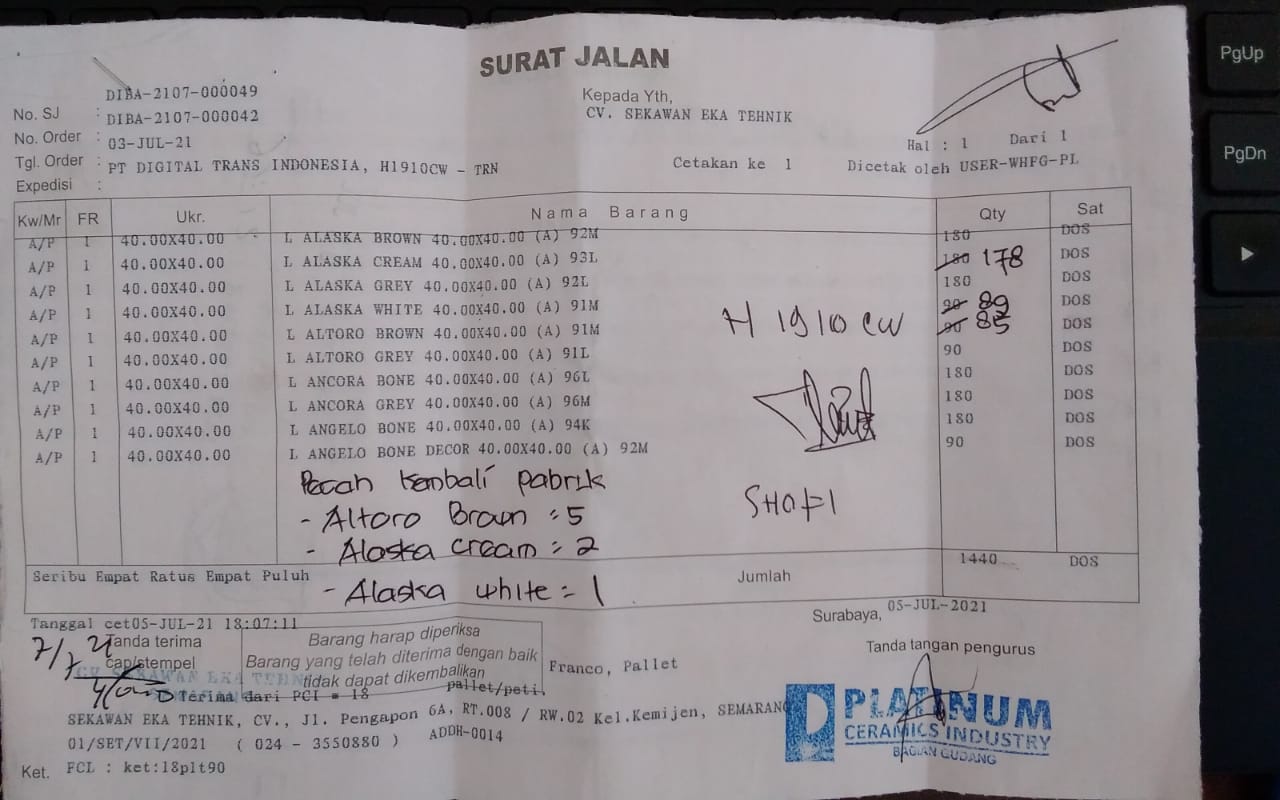 SURAT JALAN
No. SJ : DIBA-2107-000049
No. Order : DIBA-2107-000042
Tgl. Order : 03-JUL-21
Expedisi : PT DIGITAL TRANS INDONESIA, H1910CW - TRN
Kepada Yth,
CV. SEKAWAN EKA TEHNIK
Cetakan ke 1
Hal : 1 Dari 1
Dicetak oleh USER-WHFG-PL
Kw/Mr FR Ukr. Nama Barang Qty Sat
A/P 1 40.00X40.00 L ALASKA BROWN 40.00X40.00 (A) 92M 180 DOS
A/P 1 40.00X40.00 L ALASKA CREAM 40.00X40.00 (A) 93L 180 178 DOS
A/P 1 40.00X40.00 L ALASKA GREY 40.00X40.00 (A) 92L 180 DOS
A/P 1 40.00X40.00 L ALASKA WHITE 40.00X40.00 (A) 91M 90 89 DOS
A/P 1 40.00X40.00 L ALTORO BROWN 40.00X40.00 (A) 91M 90 85 DOS
A/P 1 40.00X40.00 L ALTORO GREY 40.00X40.00 (A) 91L 90 DOS
A/P 1 40.00X40.00 L ANCORA BONE 40.00X40.00 (A) 96L 180 DOS
A/P 1 40.00X40.00 L ANCORA GREY 40.00X40.00 (A) 96M 180 DOS
A/P 1 40.00X40.00 L ANGELO BONE 40.00X40.00 (A) 94K 180 DOS
A/P 1 40.00X40.00 L ANGELO BONE DECOR 40.00X40.00 (A) 92M 90 DOS
H 1910 CW
Pecah kembali pabrik
- Altoro Brown : 5
SHOFI
- Alaska cream : 2
- Alaska white = 1
Seribu Empat Ratus Empat Puluh Jumlah 1440 DOS
Tanggal cet05-JUL-21 18:07:11
Surabaya, 05-JUL-2021
7/7 21
Tanda terima
cap/stempel
Barang harap diperiksa
Barang yang telah diterima dengan baik
tidak dapat dikembalikan
Franco, Pallet
Tanda tangan pengurus
CV SEKAWAN EKA TEHNIK
SEMARANG
Terima dari PCI = 18 pallet/peti.
SEKAWAN EKA TEHNIK, CV., Jl. Pengapon 6A, RT.008 / RW.02 Kel.Kemijen, SEMARANG
01/SET/VII/2021 ( 024 - 3550880 ) ADDH-0014
Ket. FCL : ket:18plt90
PLATINUM
CERAMICS INDUSTRY
BAGIAN GUDANG
PgUp
PgDn